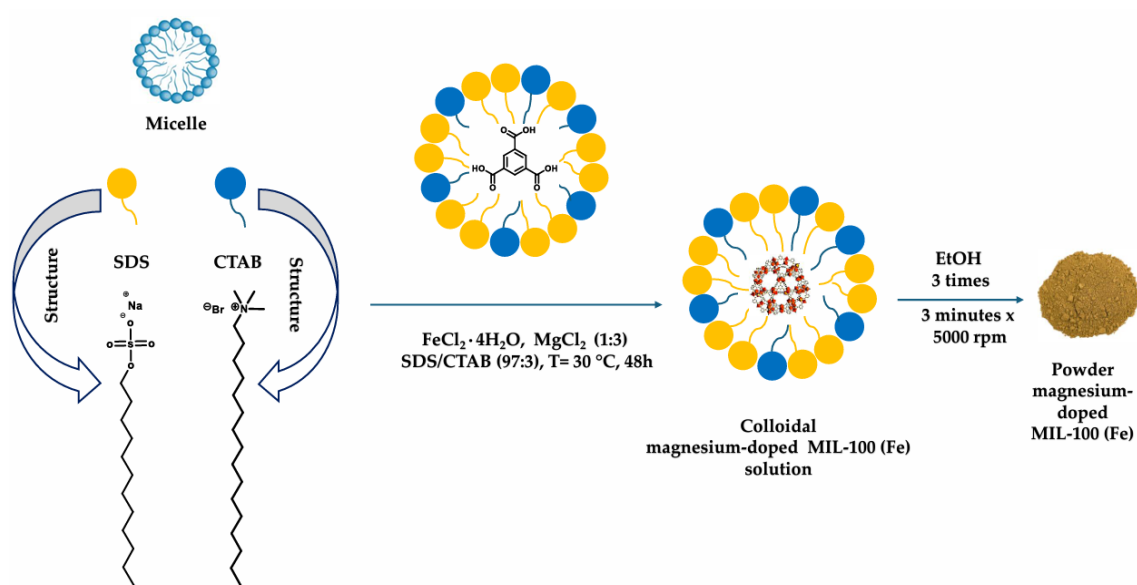 Micelle
SDS
CTAB
Structure
Structure
⊕
Na
⊖
O
O=S=O
O
⊖Br
N⊕
OH
O
HO
O
O
OH
FeCl₂·4H₂O, MgCl₂ (1:3)
SDS/CTAB (97:3), T= 30 °C, 48h
Colloidal
magnesium-doped MIL-100 (Fe)
solution
EtOH
3 times
3 minutes x
5000 rpm
Powder
magnesium-
doped
MIL-100 (Fe)